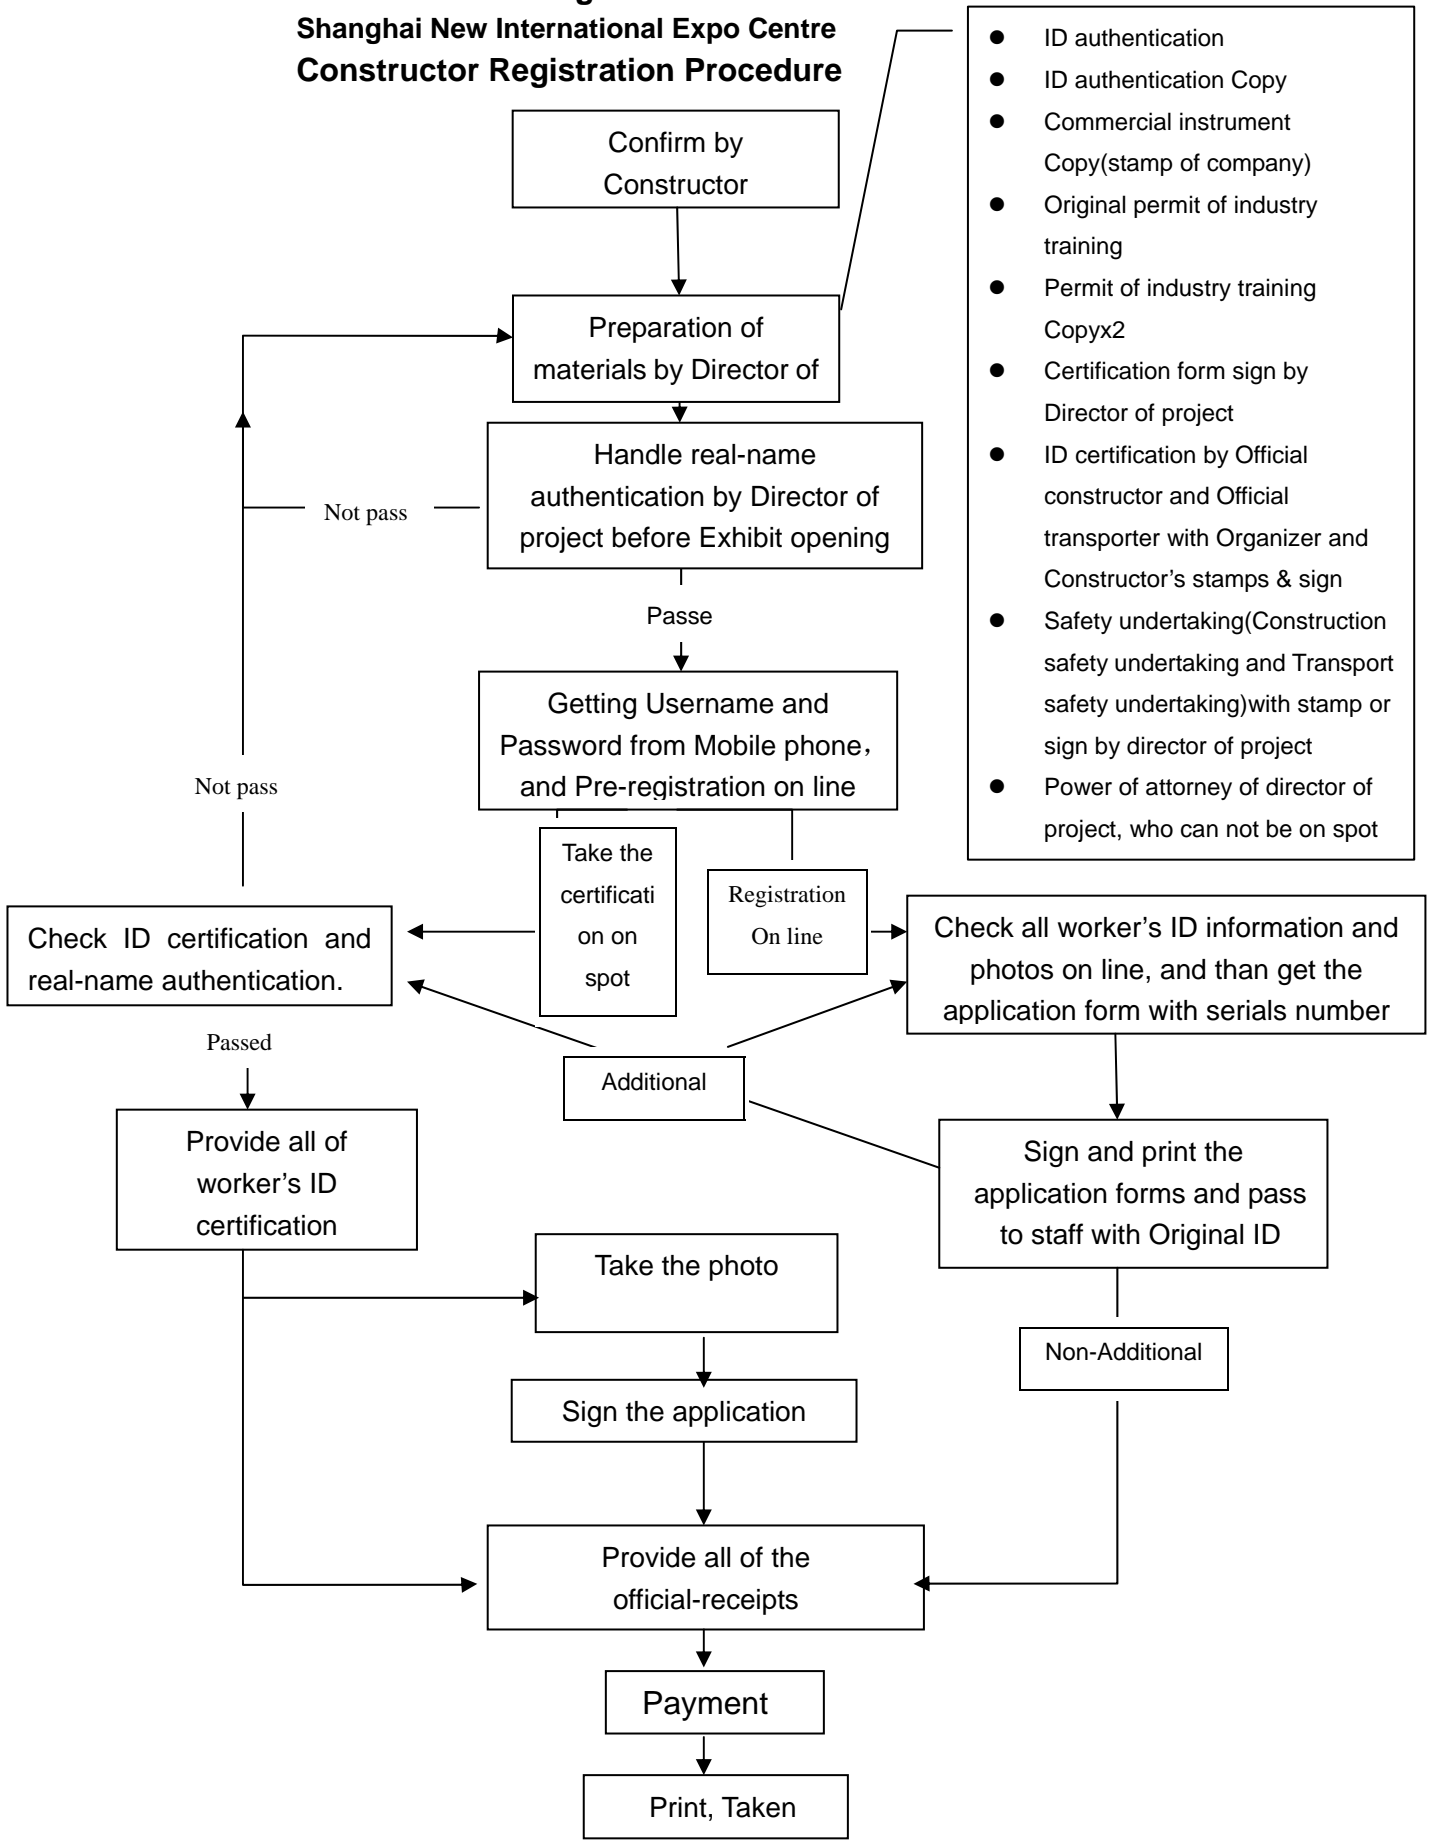 Shanghai New International Expo Centre
Constructor Registration Procedure
Confirm by
Constructor
Preparation of
materials by Director of
Handle real-name
authentication by Director of
project before Exhibit opening
Not pass
Passe
Getting Username and
Password from Mobile phone，
and Pre-registration on line
Not pass
Take the
certificati
on on
spot
Registration
On line
Check ID certification and
real-name authentication.
Check all worker’s ID information and
photos on line, and than get the
application form with serials number
Passed
Additional
Provide all of
worker’s ID
certification
Sign and print the
application forms and pass
to staff with Original ID
Take the photo
Non-Additional
Sign the application
Provide all of the
official-receipts
Payment
Print, Taken
● ID authentication
● ID authentication Copy
● Commercial instrument
Copy(stamp of company)
● Original permit of industry
training
● Permit of industry training
Copyx2
● Certification form sign by
Director of project
● ID certification by Official
constructor and Official
transporter with Organizer and
Constructor’s stamps & sign
● Safety undertaking(Construction
safety undertaking and Transport
safety undertaking)with stamp or
sign by director of project
● Power of attorney of director of
project, who can not be on spot